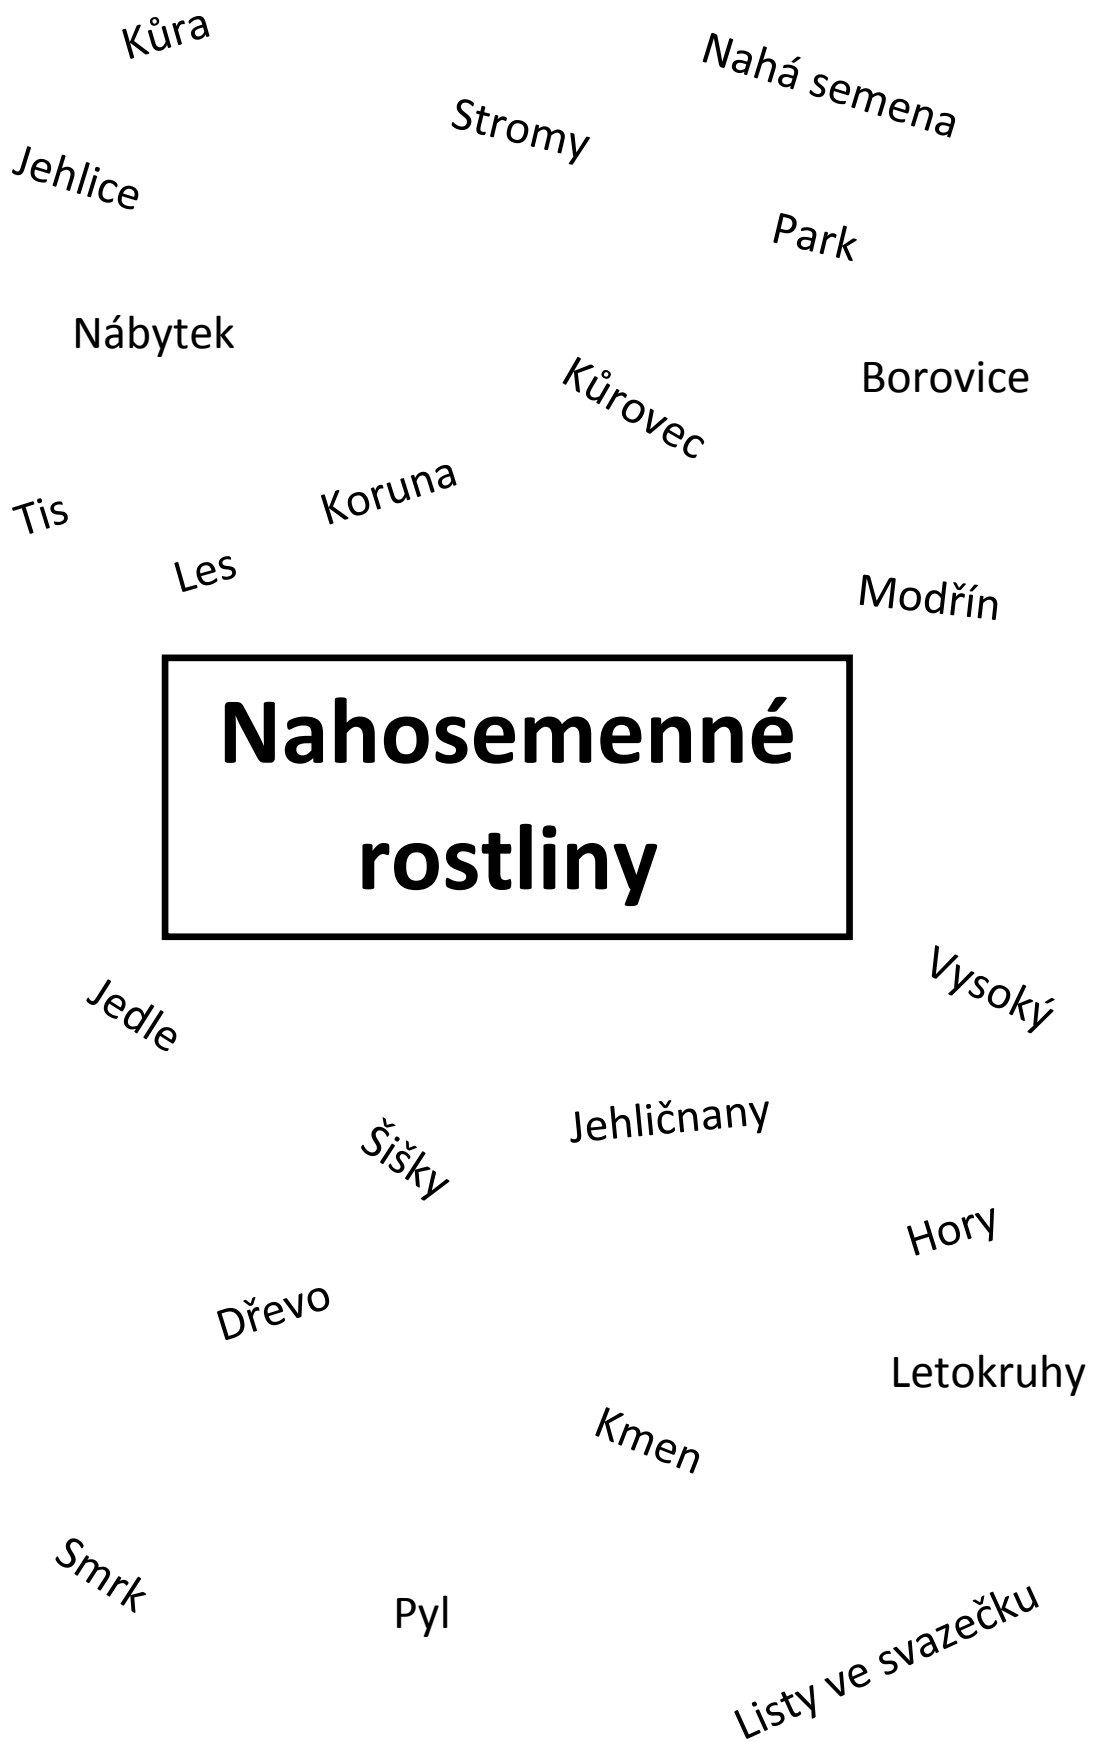 Kůra
Nahá semena
Stromy
Jehlice
Park
Nábytek
Kůrovec
Borovice
Koruna
Tis
Les
Modřín
Nahosemenné
rostliny
Vysoký
Jedle
Jehličnany
Šišky
Hory
Dřevo
Letokruhy
Kmen
Smrk
Pyl
Listy ve svazečku